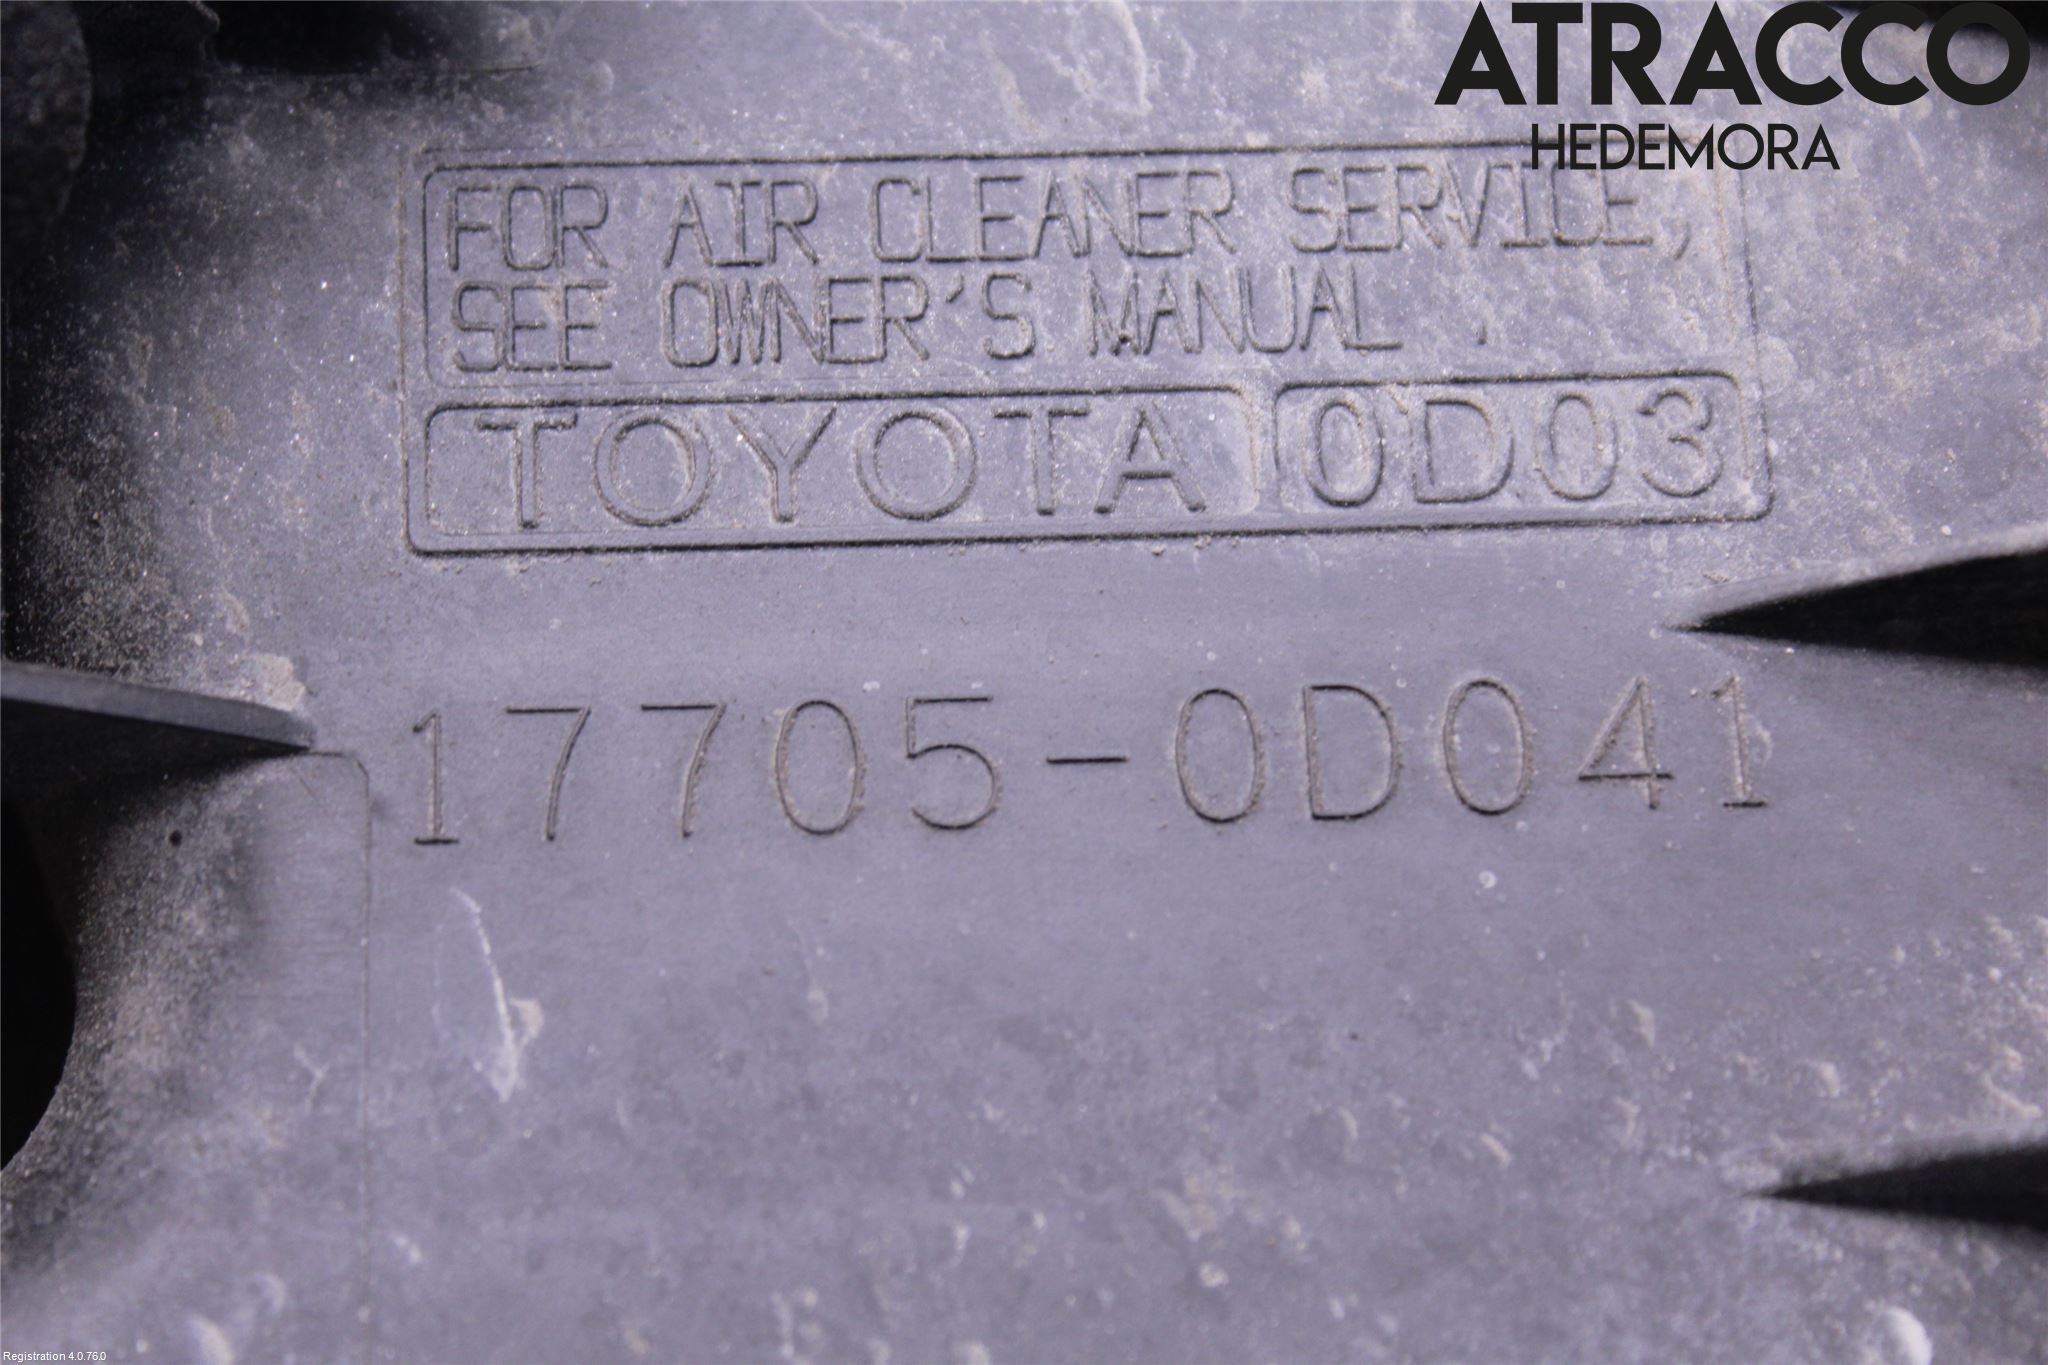 ATRACCO
HEDEMORA
FOR AIR CLEANER SERVICE,
SEE OWNER'S MANUAL .
TOYOTA 0D03
17705-0D041
Registration 4.0.76.0